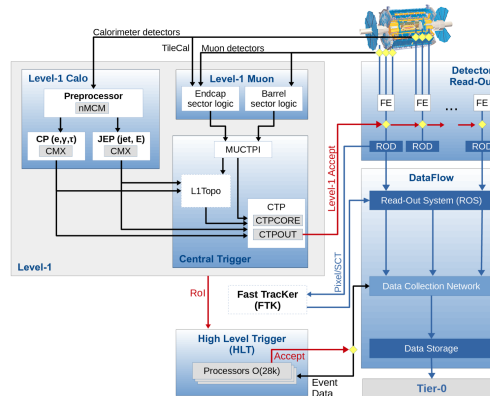 Calorimeter detectors
TileCal
Muon detectors
Level-1 Calo
Preprocessor
nMCM
CP (e,γ,τ)
CMX
JEP (jet, E)
CMX
Level-1 Muon
Endcap
sector logic
Barrel
sector logic
MUCTPI
L1Topo
CTP
CTPCORE
CTPOUT
Central Trigger
Level-1
Level-1 Accept
Detector
Read-Out
FE
FE
...
FE
ROD
ROD
ROD
DataFlow
Read-Out System (ROS)
Data Collection Network
Data Storage
Tier-0
Pixel/SCT
RoI
Fast TracKer
(FTK)
High Level Trigger
(HLT)
Accept
Processors O(28k)
Event
Data